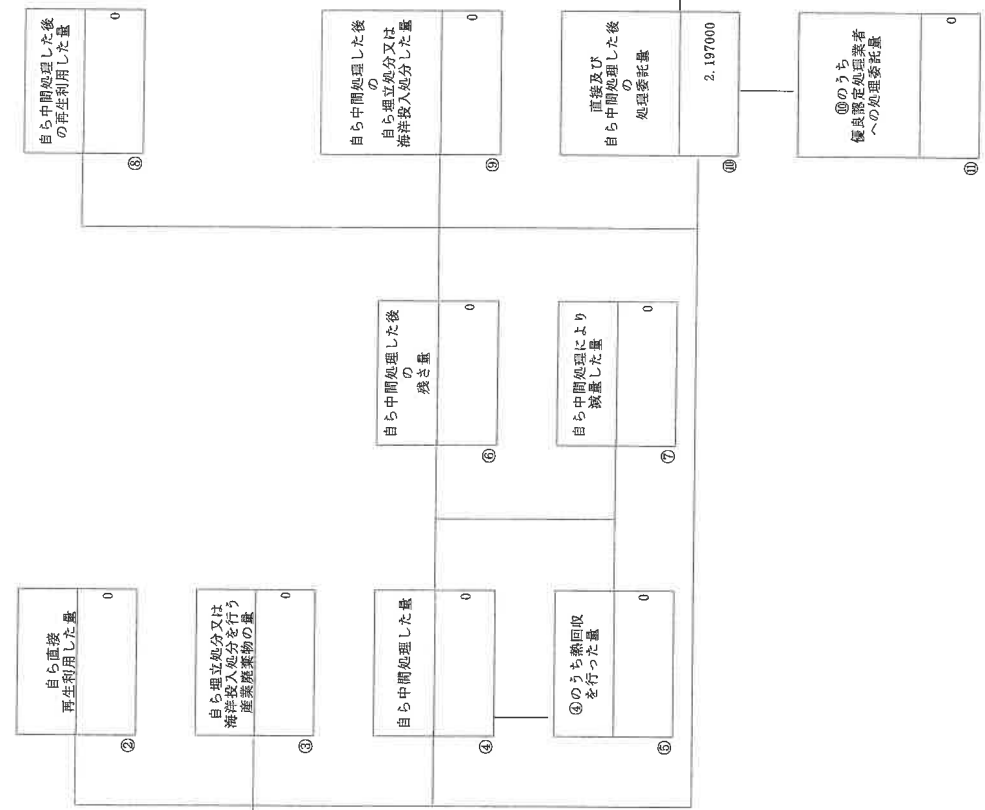 ②
自ら直接
再生利用した量
0
③
自ら埋立処分又は
海洋投入処分を行う
産業廃棄物の量
0
④
自ら中間処理した量
0
⑤
④のうち熱回収
を行った量
0
⑥
自ら中間処理した後
の
残さ量
0
⑦
自ら中間処理により
減量した量
0
⑧
自ら中間処理した後
の再生利用した量
0
⑨
自ら中間処理した後
の
自ら埋立処分又は
海洋投入処分した量
0
⑩
直接及び
自ら中間処理した後
の
処理委託量
2.197000
⑪
⑩のうち
優良認定処理業者
への処理委託量
0